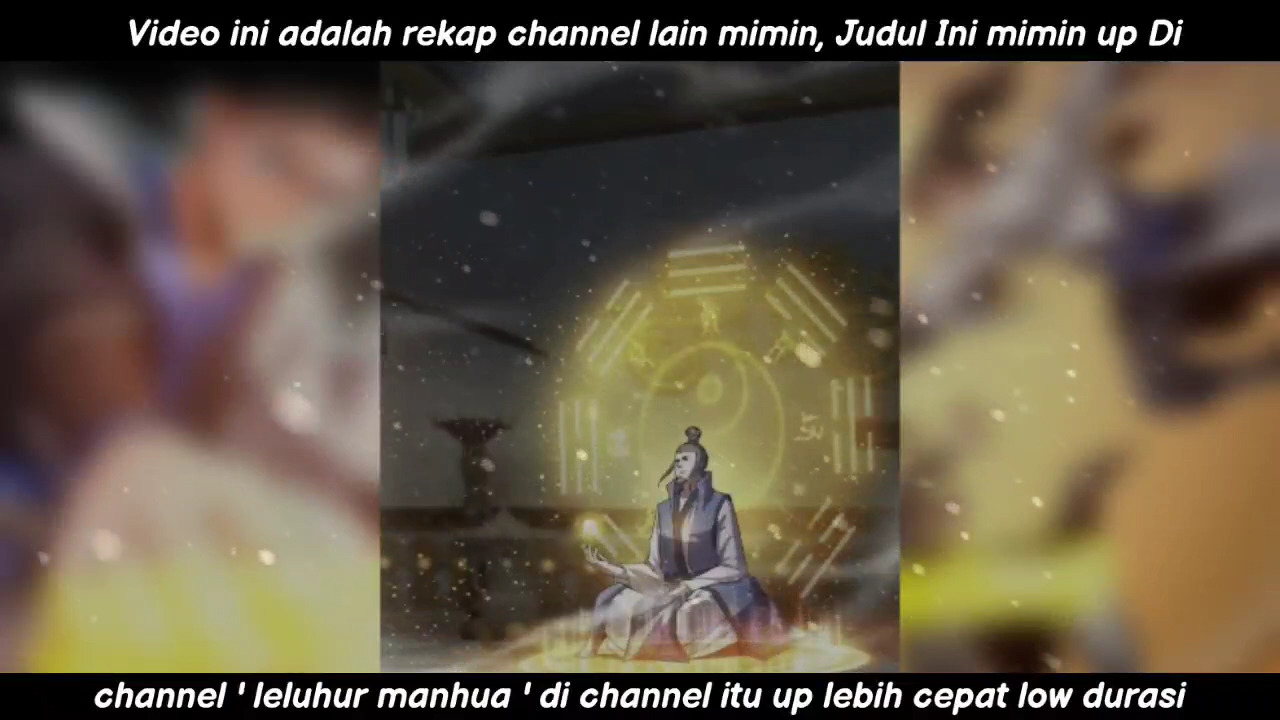 Video ini adalah rekap channel lain mimin, Judul Ini mimin up Di
channel ' leluhur manhua ' di channel itu up lebih cepat low durasi